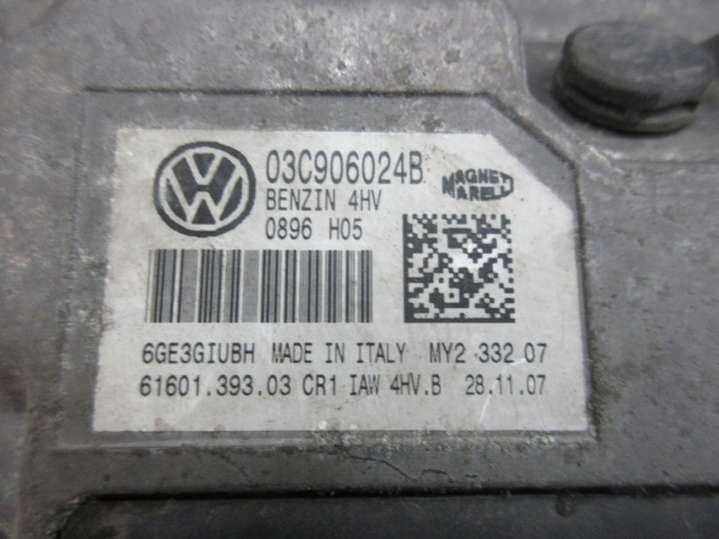 03C906024B
MAGNETI
MARELLI
BENZIN 4HV
0896 H05
6GE3GIUBH MADE IN ITALY MY2 332 07
61601.393.03 CR1 IAW 4HV.B 28.11.07